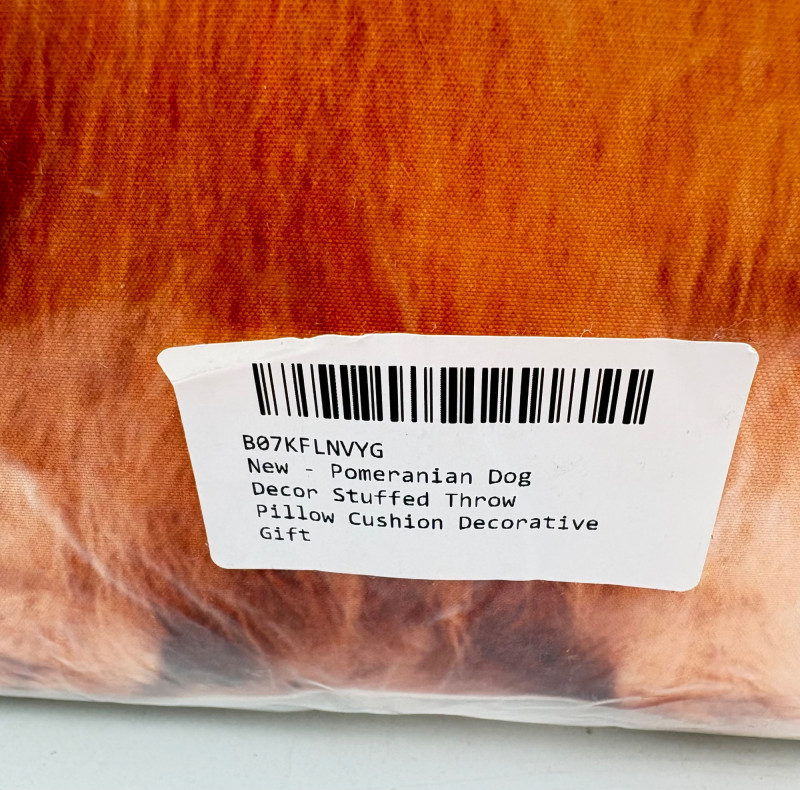 B07KFLNVYG
New - Pomeranian Dog
Decor Stuffed Throw
Pillow Cushion Decorative
Gift